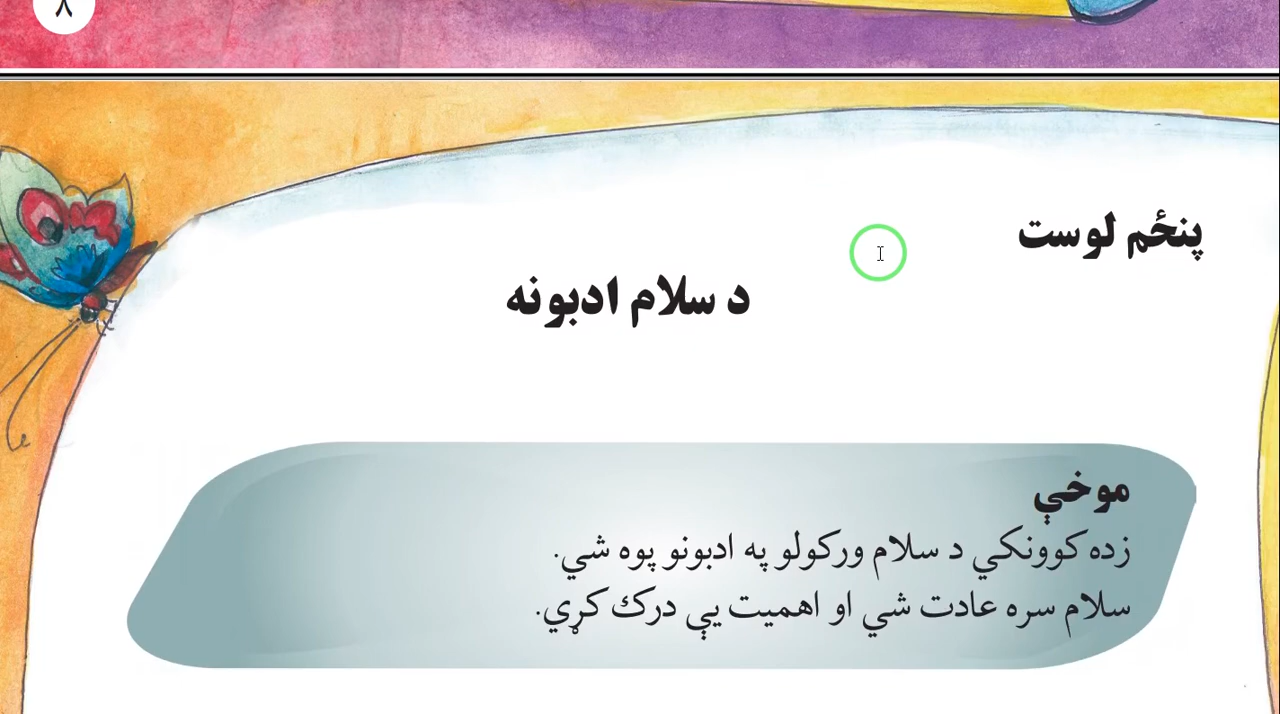 ۸
پنځم لوست
د سلام ادبونه
موخې
زده کوونکي د سلام ورکولو په ادبونو پوه شي.
سلام سره عادت شي او اهميت يې درک کړي.